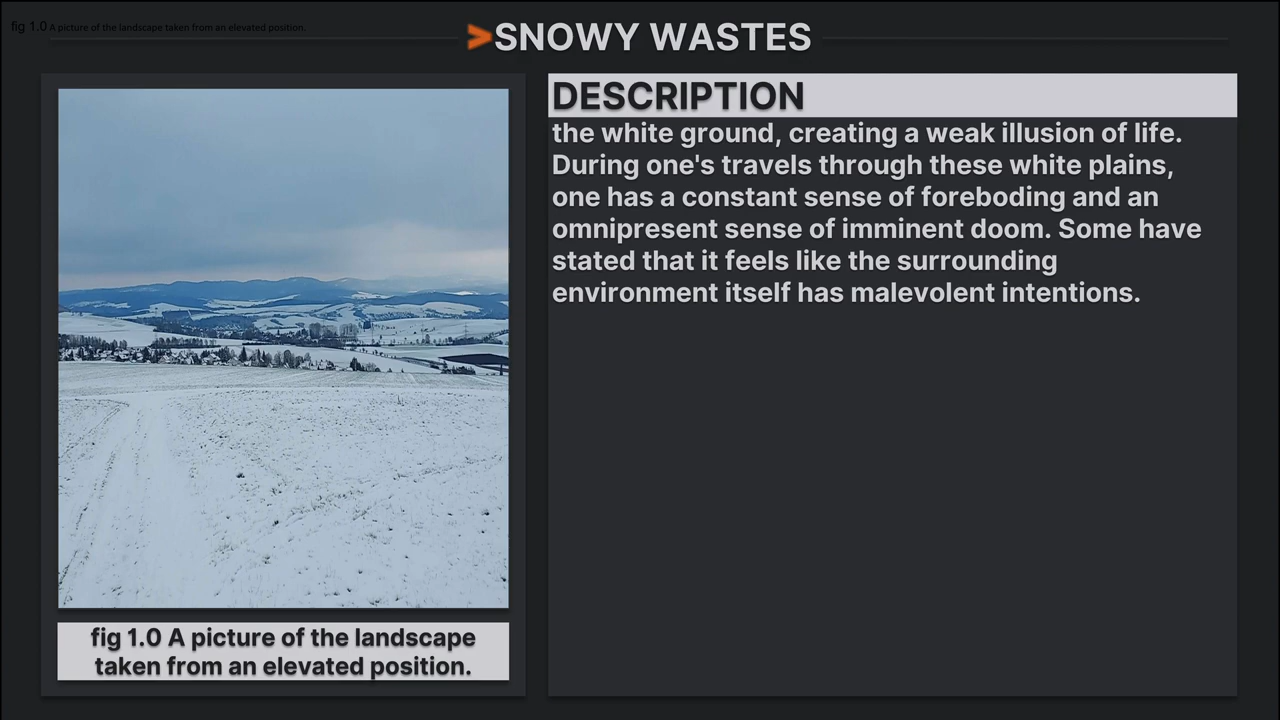 fig 1.0 A picture of the landscape taken from an elevated position.
>SNOWY WASTES
DESCRIPTION
the white ground, creating a weak illusion of life.
During one's travels through these white plains,
one has a constant sense of foreboding and an
omnipresent sense of imminent doom. Some have
stated that it feels like the surrounding
environment itself has malevolent intentions.
fig 1.0 A picture of the landscape
taken from an elevated position.